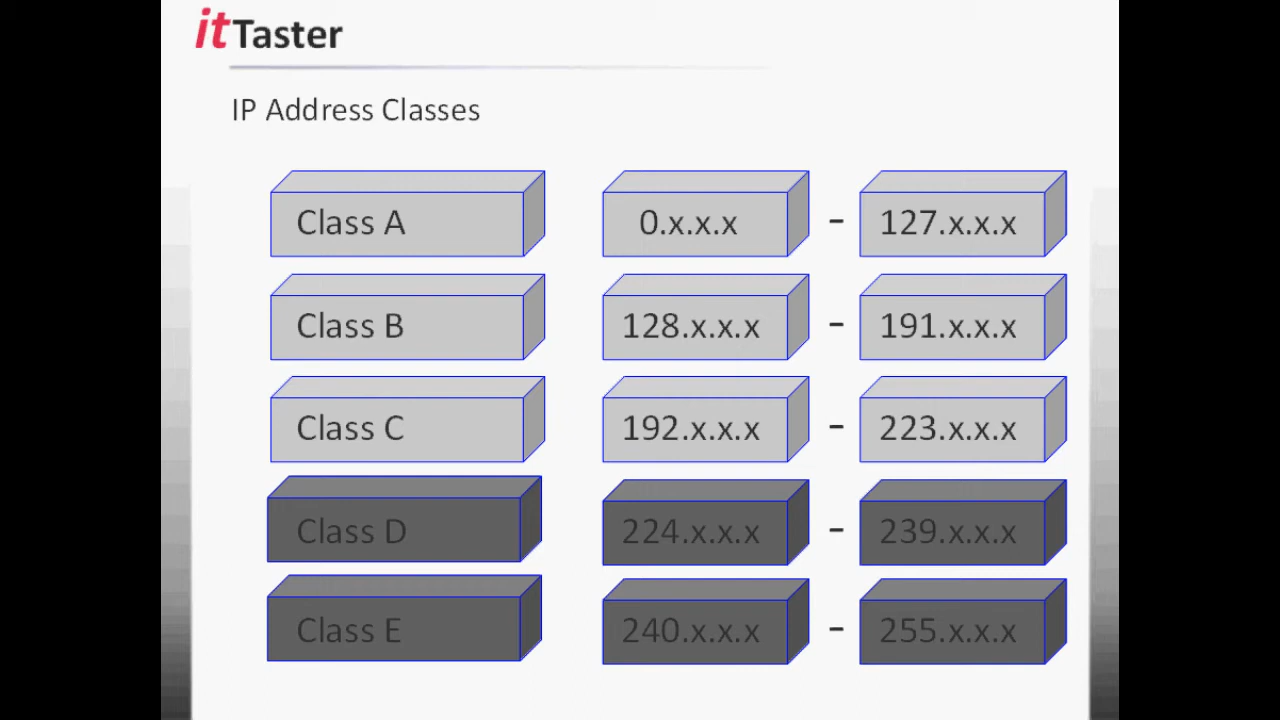 itTaster
IP Address Classes
Class A 0.x.x.x - 127.x.x.x
Class B 128.x.x.x - 191.x.x.x
Class C 192.x.x.x - 223.x.x.x
Class D 224.x.x.x - 239.x.x.x
Class E 240.x.x.x - 255.x.x.x